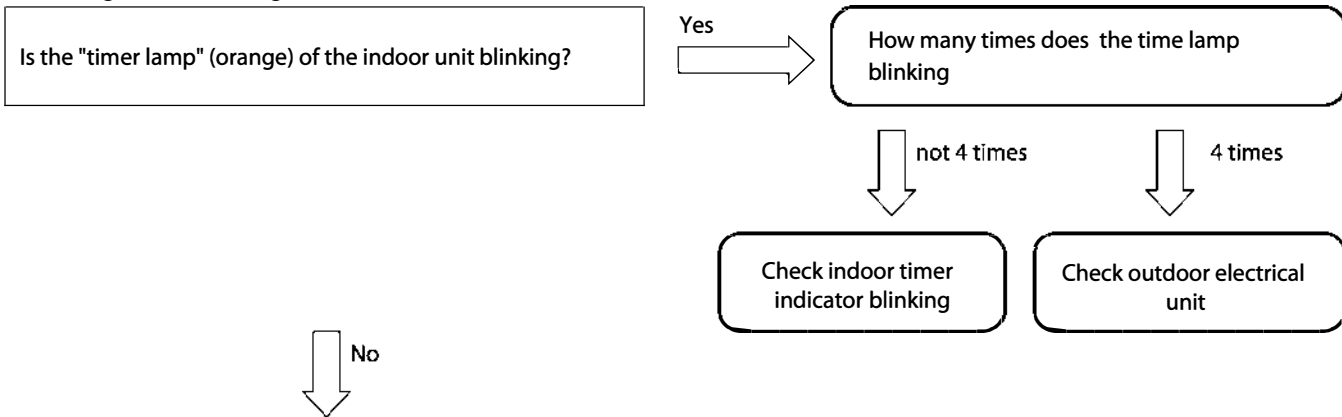 Is the "timer lamp" (orange) of the indoor unit blinking?
Yes
How many times does the time lamp
blinking
not 4 times
4 times
Check indoor timer
indicator blinking
Check outdoor electrical
unit
No